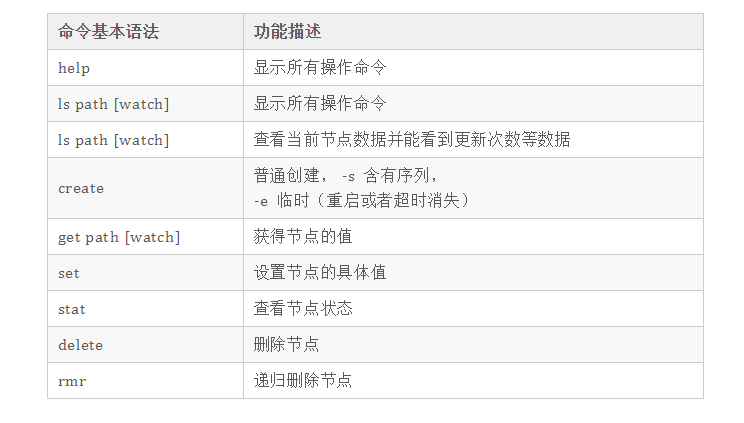 命令基本语法 功能描述
help 显示所有操作命令
ls path [watch] 显示所有操作命令
ls path [watch] 查看当前节点数据并能看到更新次数等数据
create 普通创建， -s 含有序列，
-e 临时（重启或者超时消失）
get path [watch] 获得节点的值
set 设置节点的具体值
stat 查看节点状态
delete 删除节点
rmr 递归删除节点